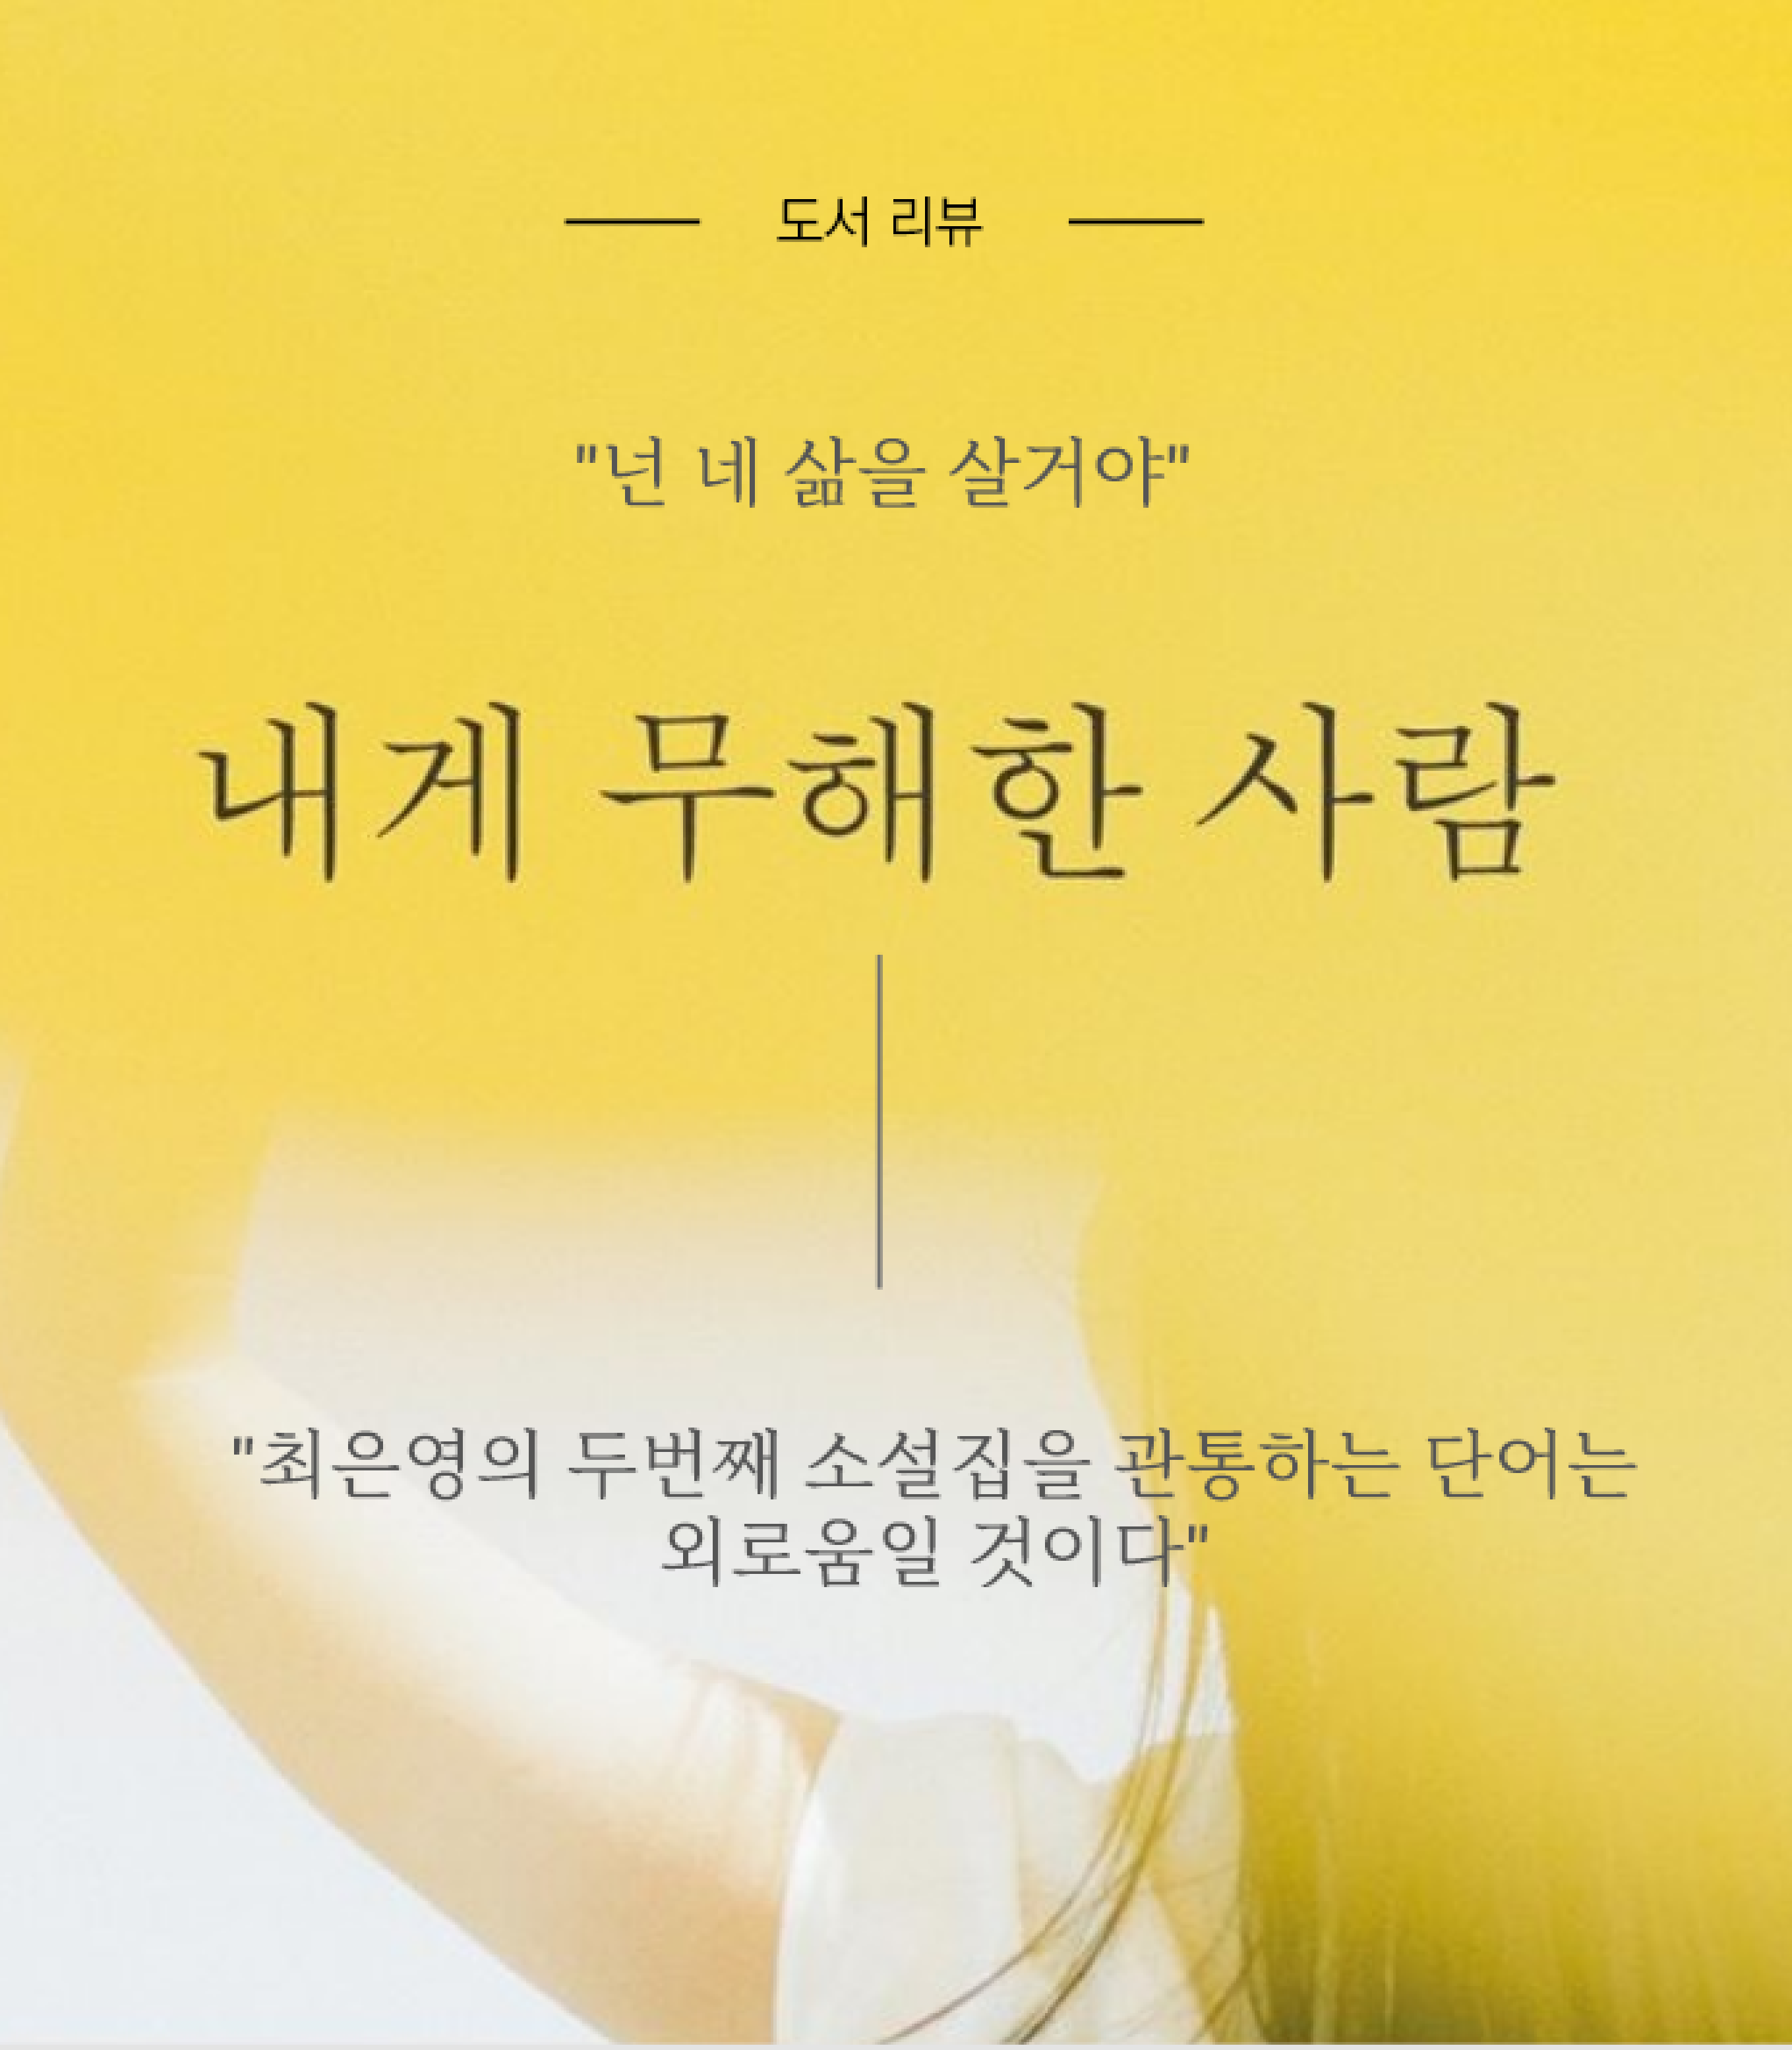 도서 리뷰
"넌 네 삶을 살거야"
내게 무해한 사람
"최은영의 두번째 소설집을 관통하는 단어는
외로움일 것이다"